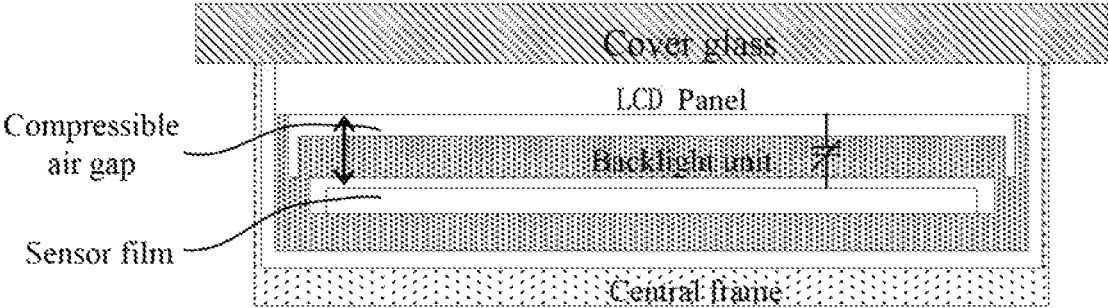 Cover glass
LCD Panel
Compressible
air gap
Backlight unit
Sensor film
Central frame